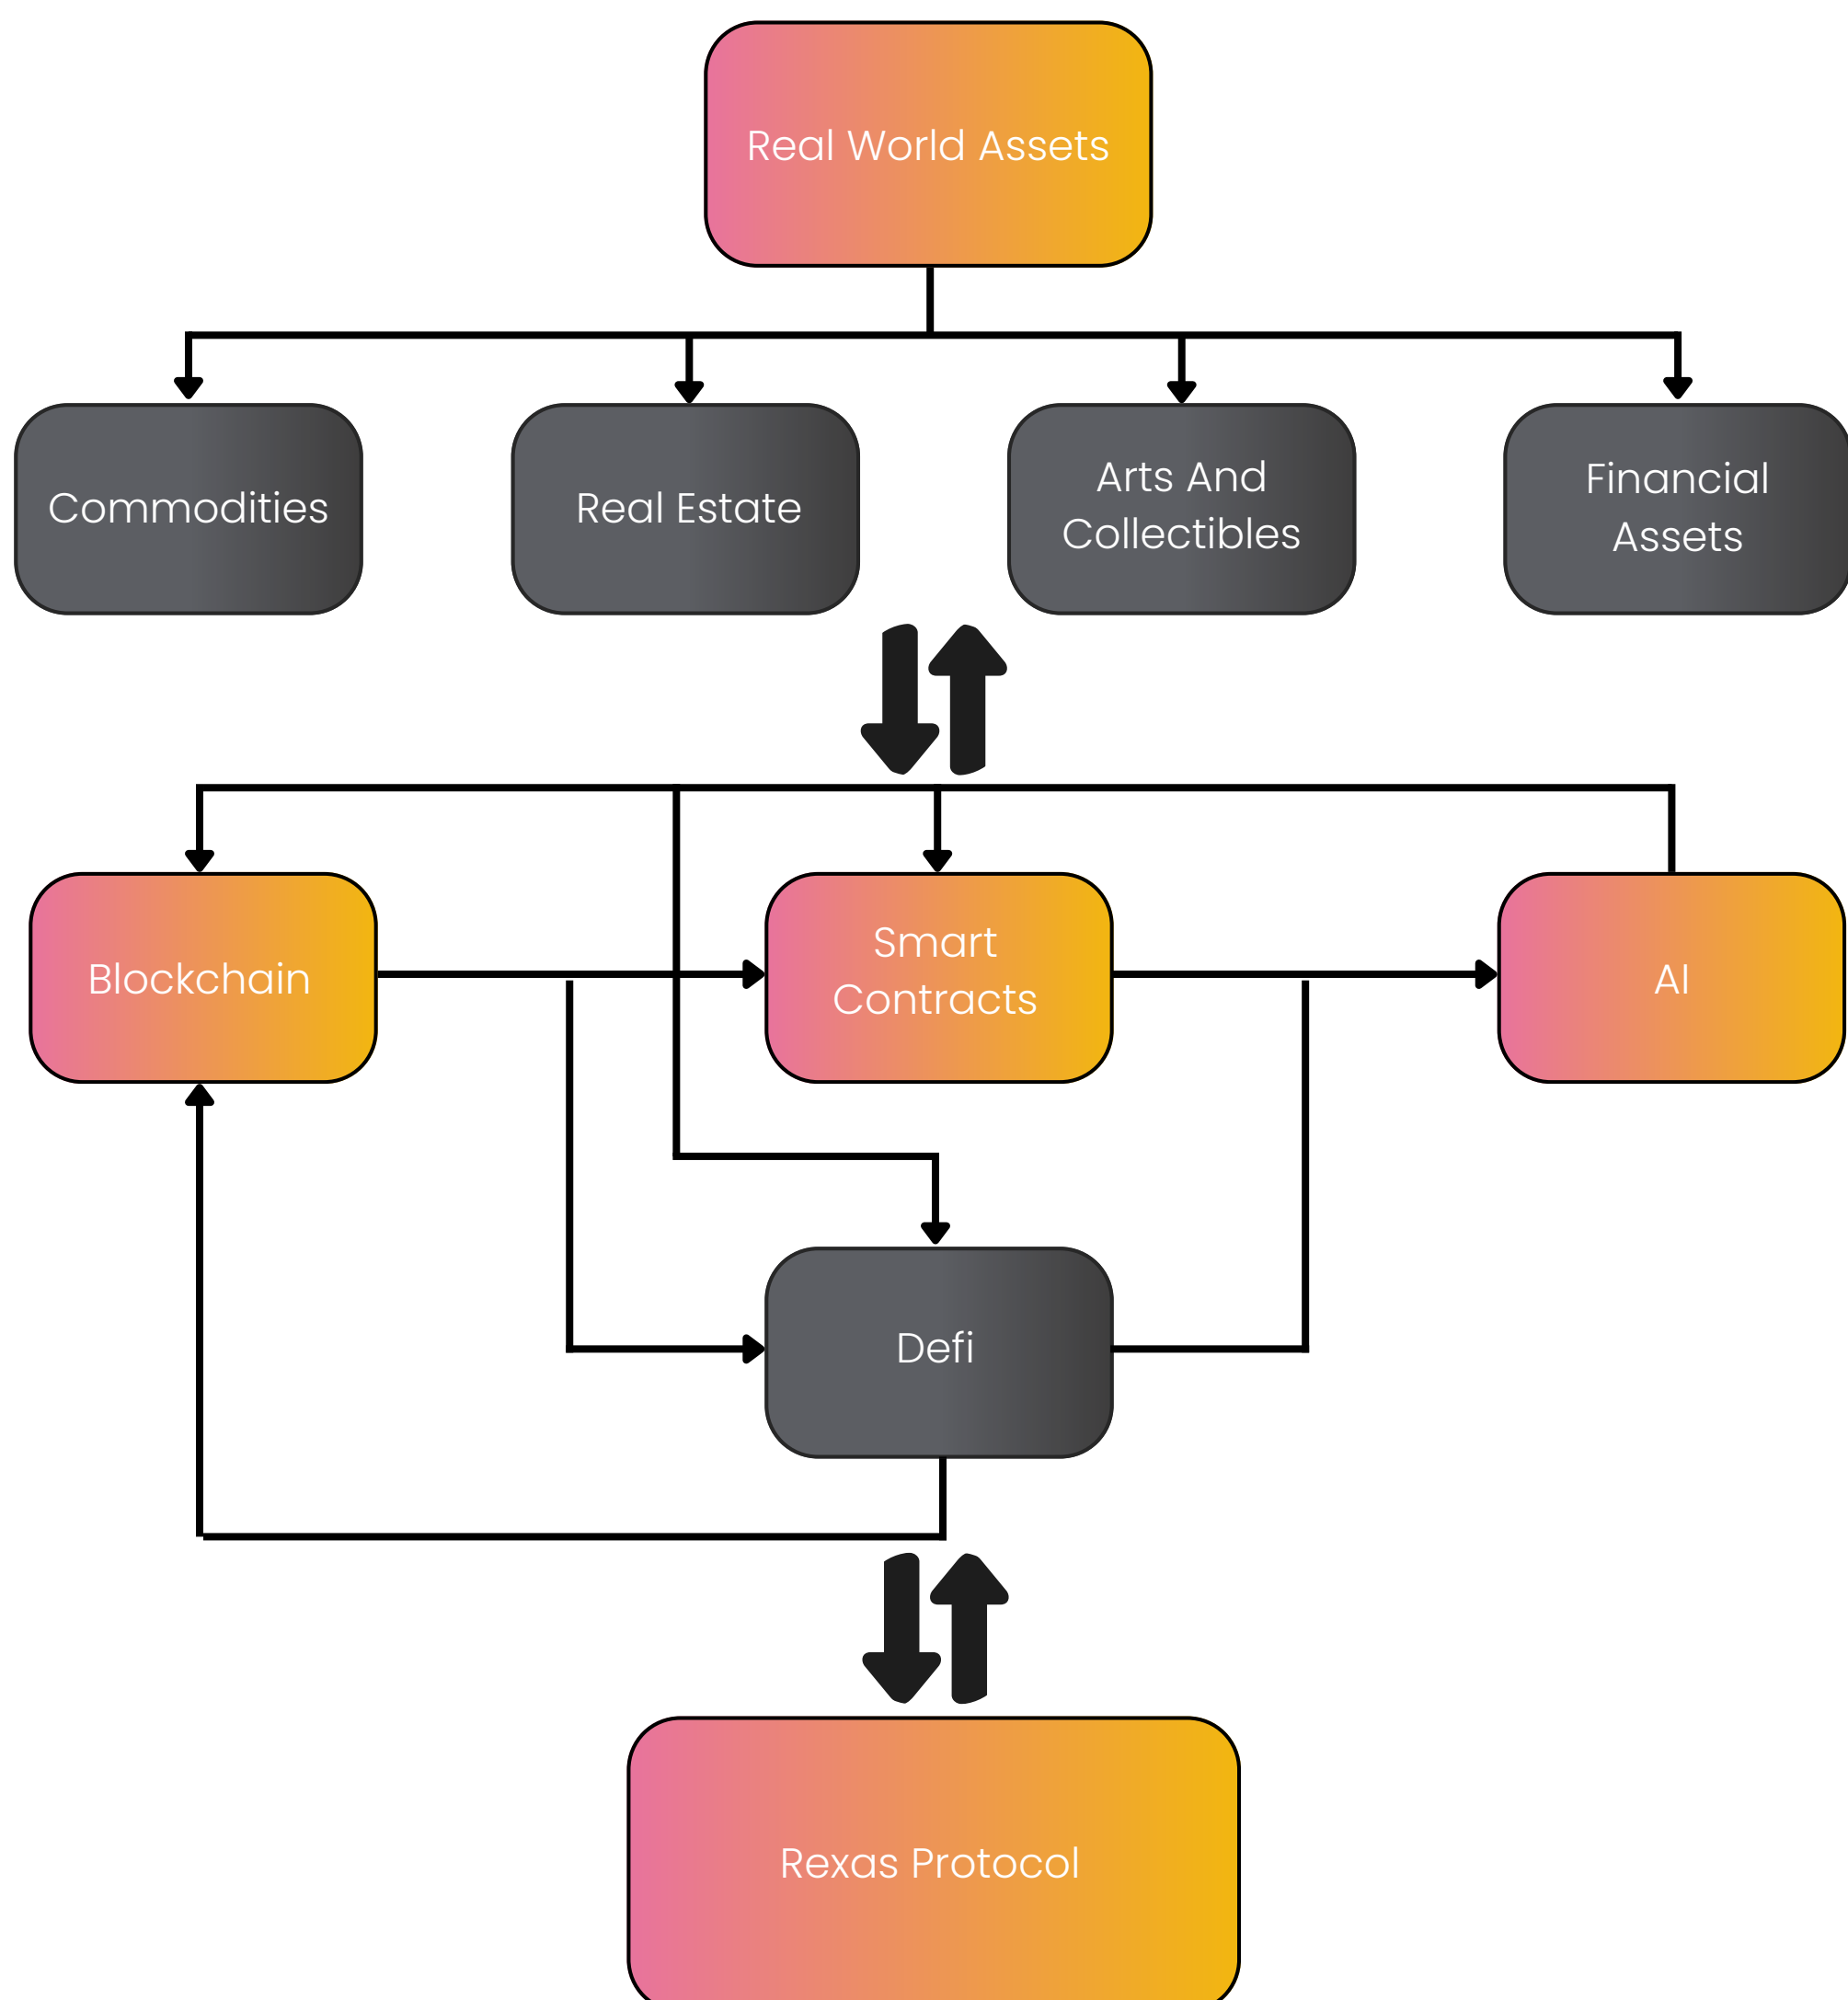 Real World Assets
Commodities
Real Estate
Arts And
Collectibles
Financial
Assets
Blockchain
Smart
Contracts
AI
Defi
Rexas Protocol